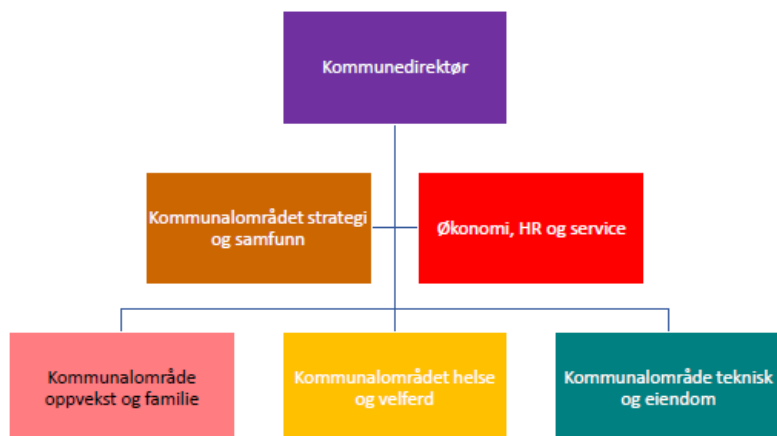 Kommunedirektør
Kommunalområdet strategi
og samfunn
Økonomi, HR og service
Kommunalområde
oppvekst og familie
Kommunalområdet helse
og velferd
Kommunalområde teknisk
og eiendom